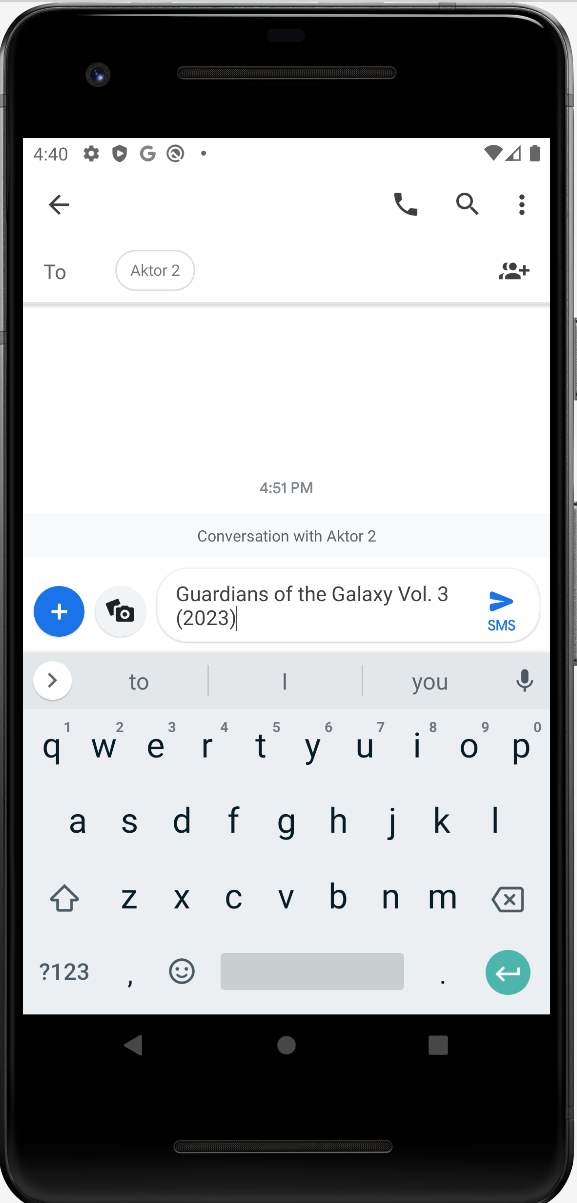 4:40
To Aktor 2
4:51 PM
Conversation with Aktor 2
Guardians of the Galaxy Vol. 3
(2023)
SMS
to I you
1 2 3 4 5 6 7 8 9 0
q w e r t y u i o p
a s d f g h j k l
z x c v b n m
?123 , .